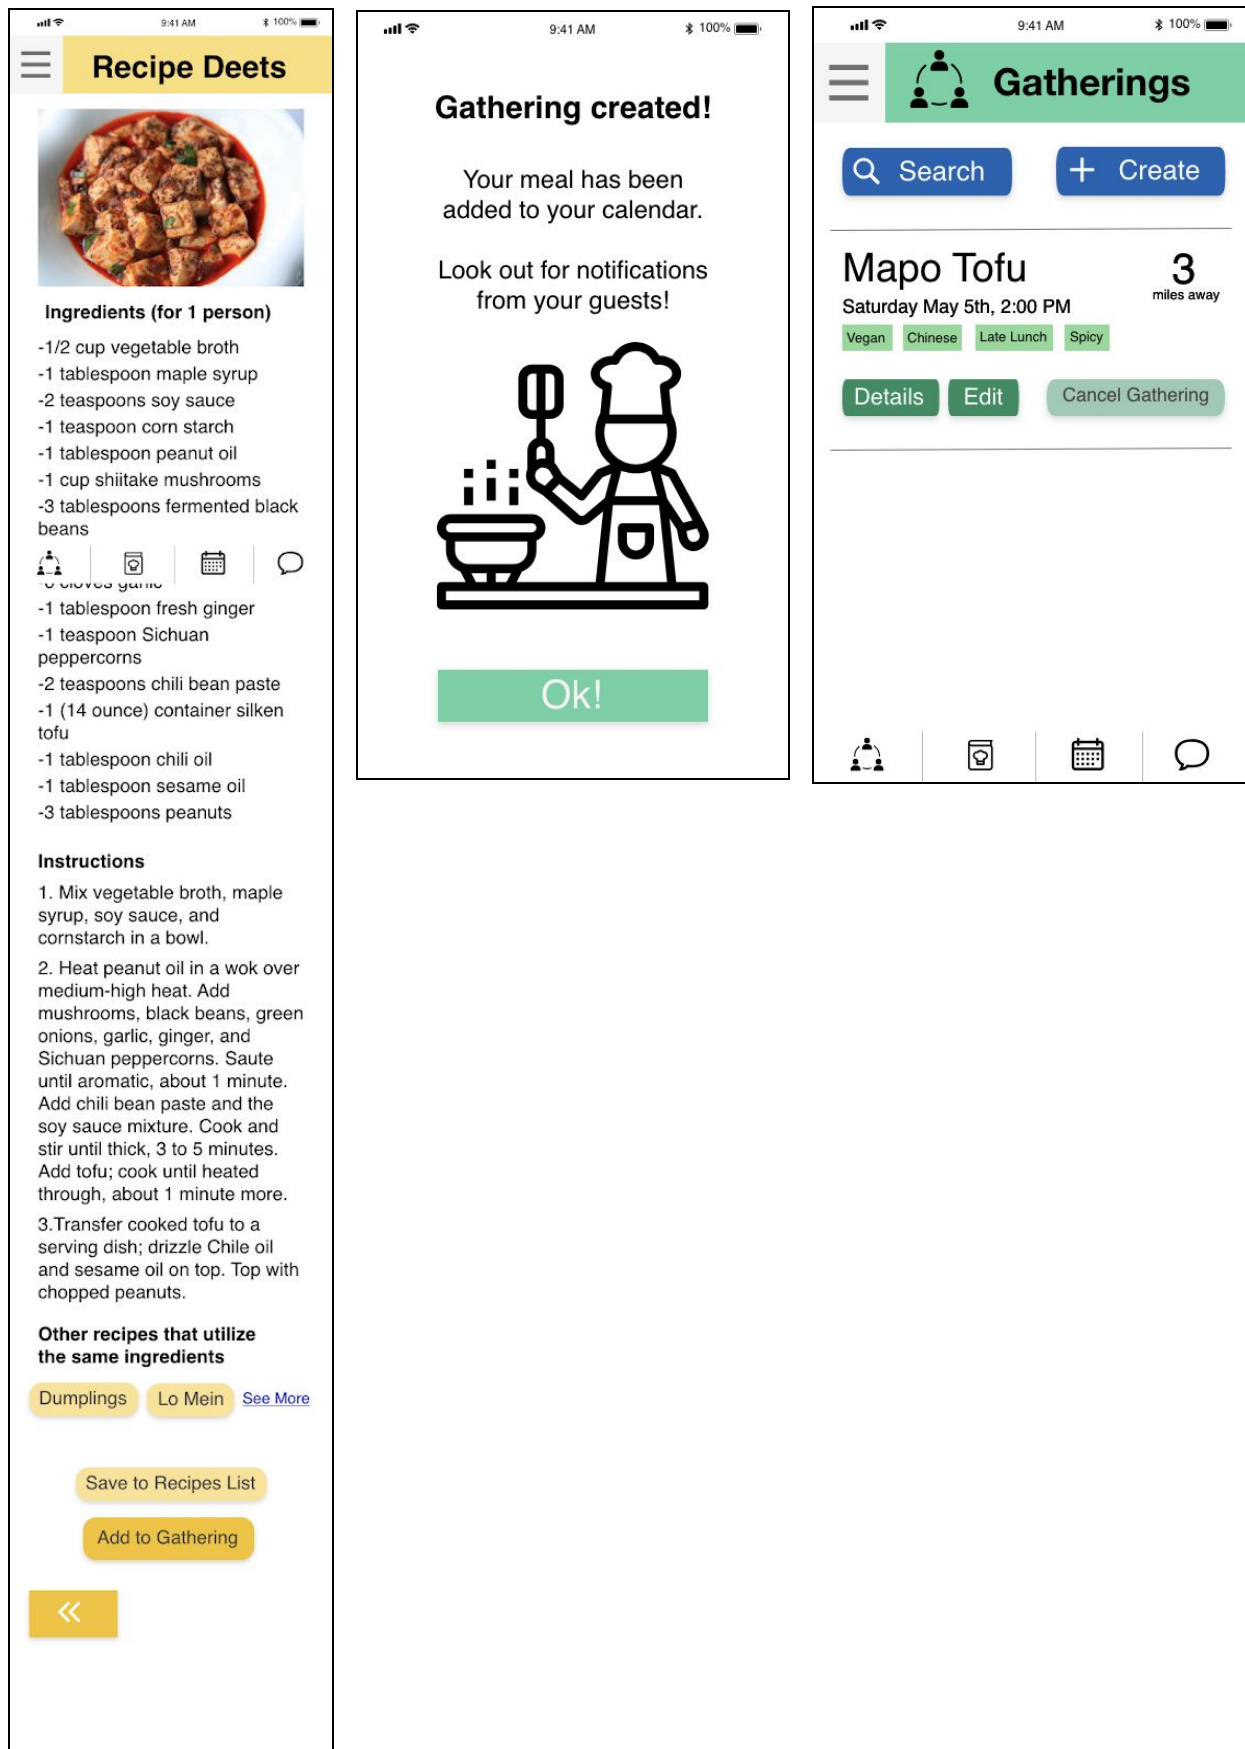 9:41 AM
100%
Recipe Deets
Ingredients (for 1 person)
-1/2 cup vegetable broth
-1 tablespoon maple syrup
-2 teaspoons soy sauce
-1 teaspoon corn starch
-1 tablespoon peanut oil
-1 cup shiitake mushrooms
-3 tablespoons fermented black
beans
cloves garlic
-1 tablespoon fresh ginger
-1 teaspoon Sichuan
peppercorns
-2 teaspoons chili bean paste
-1 (14 ounce) container silken
tofu
-1 tablespoon chili oil
-1 tablespoon sesame oil
-3 tablespoons peanuts
Instructions
1. Mix vegetable broth, maple
syrup, soy sauce, and
cornstarch in a bowl.
2. Heat peanut oil in a wok over
medium-high heat. Add
mushrooms, black beans, green
onions, garlic, ginger, and
Sichuan peppercorns. Saute
until aromatic, about 1 minute.
Add chili bean paste and the
soy sauce mixture. Cook and
stir until thick, 3 to 5 minutes.
Add tofu; cook until heated
through, about 1 minute more.
3.Transfer cooked tofu to a
serving dish; drizzle Chile oil
and sesame oil on top. Top with
chopped peanuts.
Other recipes that utilize
the same ingredients
Dumplings
Lo Mein
See More
Save to Recipes List
Add to Gathering
9:41 AM
100%
Gathering created!
Your meal has been
added to your calendar.
Look out for notifications
from your guests!
Ok!
9:41 AM
100%
Gatherings
Search
Create
Mapo Tofu
3
miles away
Saturday May 5th, 2:00 PM
Vegan
Chinese
Late Lunch
Spicy
Details
Edit
Cancel Gathering